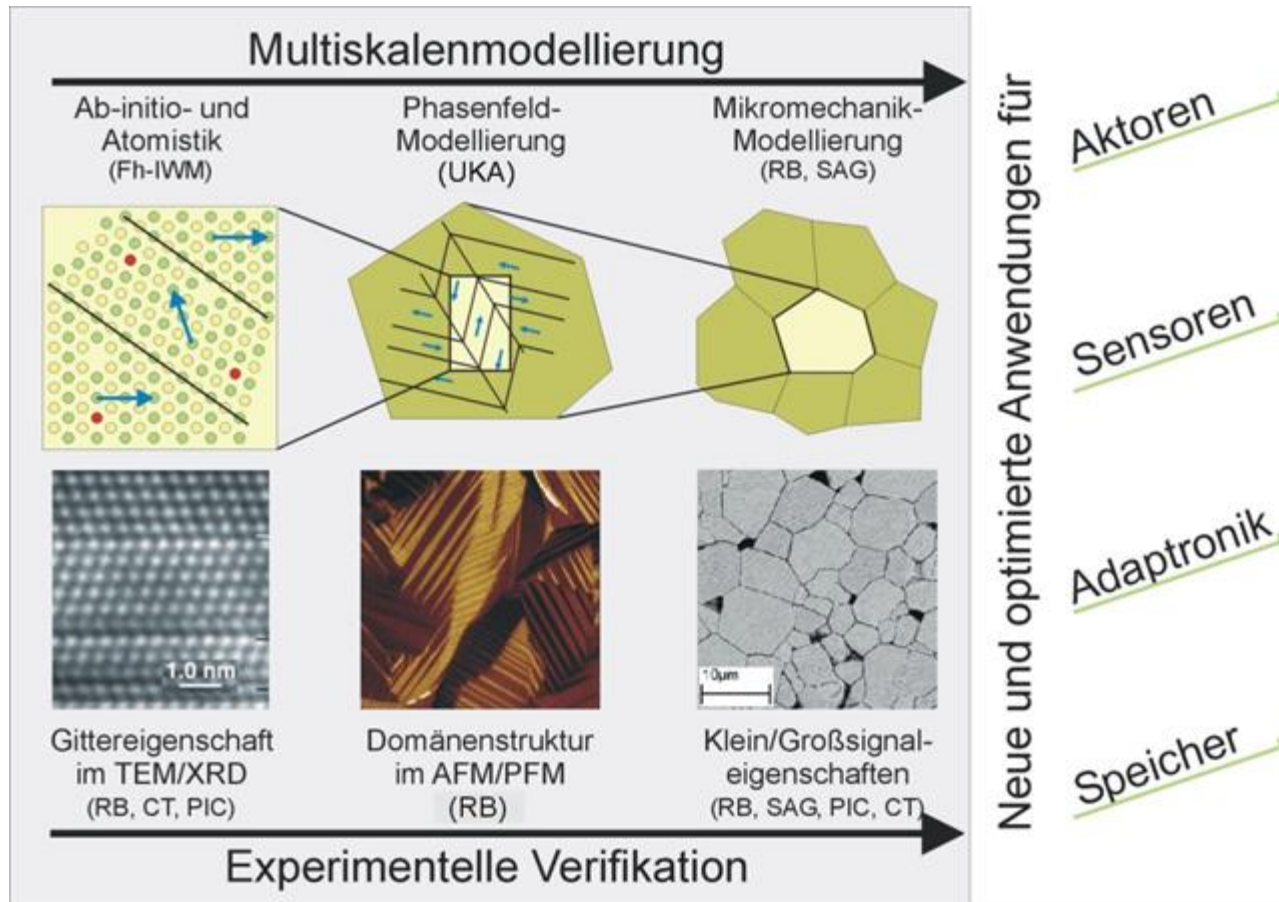 Multiskalenmodellierung
Ab-initio- und
Atomistik
(Fh-IWM)
Phasenfeld-
Modellierung
(UKA)
Mikromechanik-
Modellierung
(RB, SAG)
1.0 nm
10µm
Gittereigenschaft
im TEM/XRD
(RB, CT, PIC)
Domänenstruktur
im AFM/PFM
(RB)
Klein/Großsignal-
eigenschaften
(RB, SAG, PIC, CT)
Experimentelle Verifikation
Neue und optimierte Anwendungen für
Aktoren
Sensoren
Adaptronik
Speicher